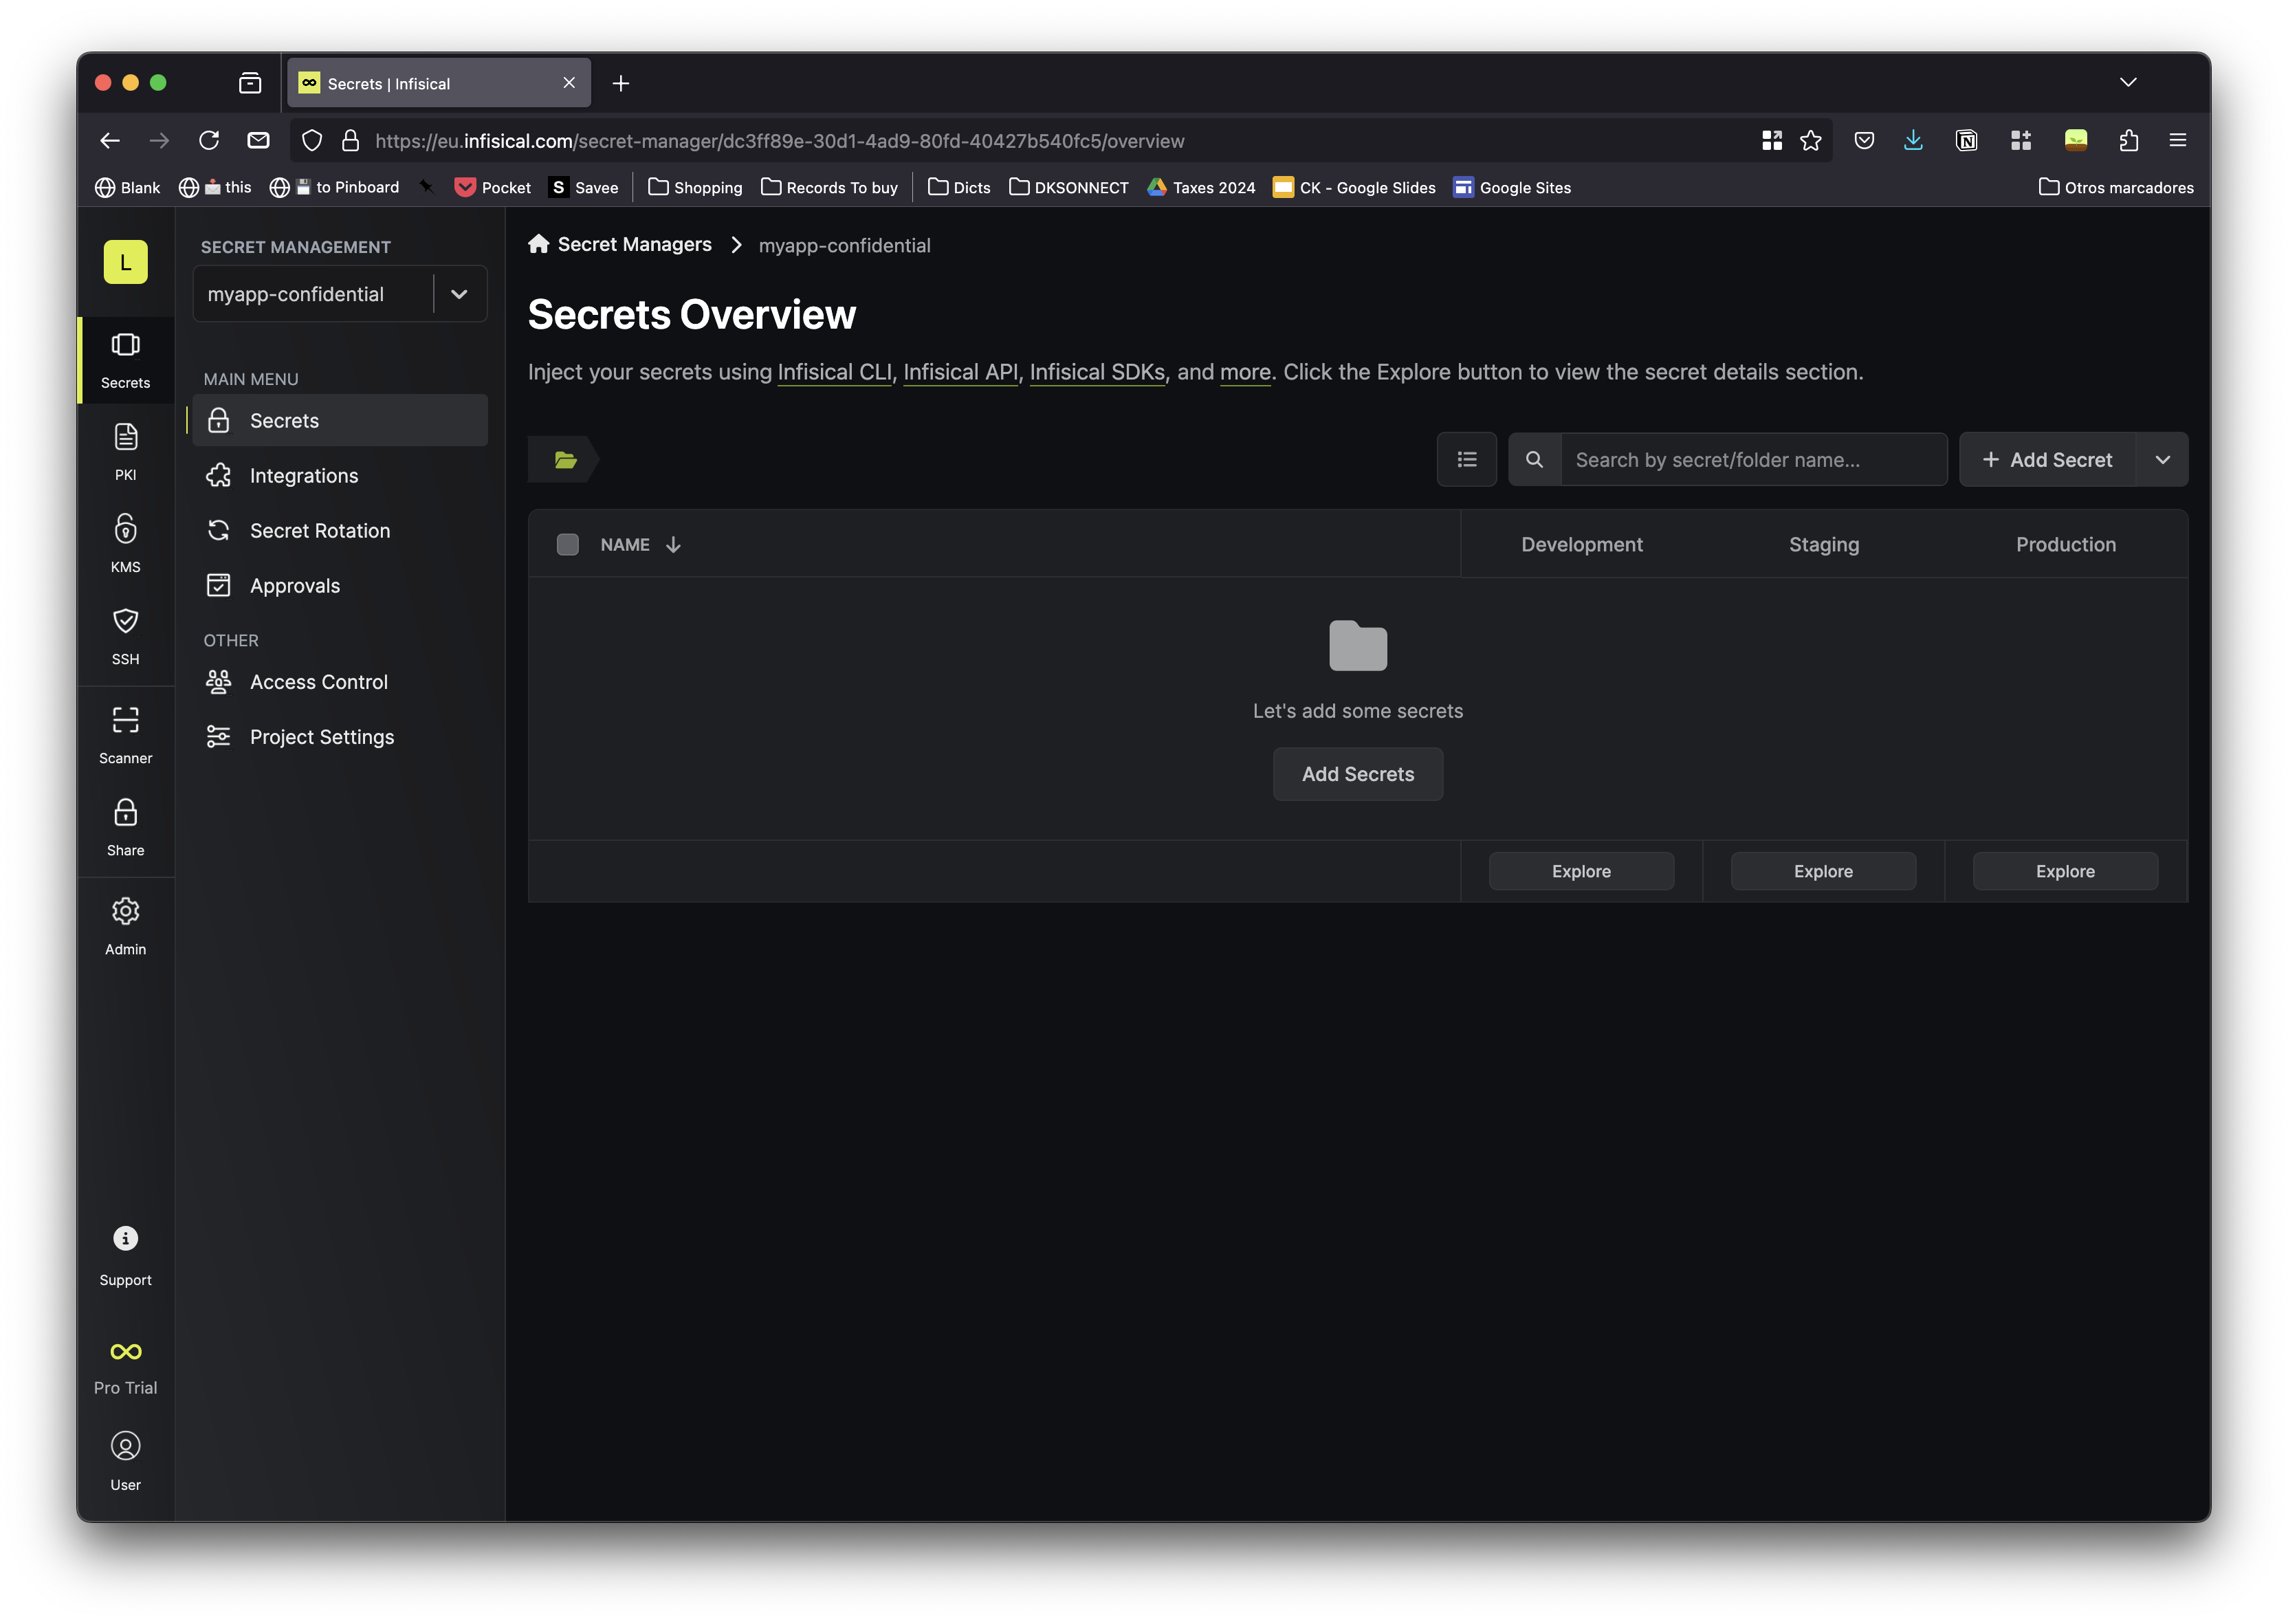 Secrets | Infisical
https://eu.infisical.com/secret-manager/dc3ff89e-30d1-4ad9-80fd-40427b540fc5/overview
Blank
this
to Pinboard
Pocket
S Savee
Shopping
Records To buy
Dicts
DKSONNECT
Taxes 2024
CK - Google Slides
Google Sites
Otros marcadores
L
Secrets
PKI
KMS
SSH
Scanner
Share
Admin
Support
Pro Trial
User
SECRET MANAGEMENT
myapp-confidential
MAIN MENU
Secrets
Integrations
Secret Rotation
Approvals
OTHER
Access Control
Project Settings
Secret Managers > myapp-confidential
Secrets Overview
Inject your secrets using Infisical CLI, Infisical API, Infisical SDKs, and more. Click the Explore button to view the secret details section.
Search by secret/folder name...
+ Add Secret
NAME
Development
Staging
Production
Let's add some secrets
Add Secrets
Explore
Explore
Explore